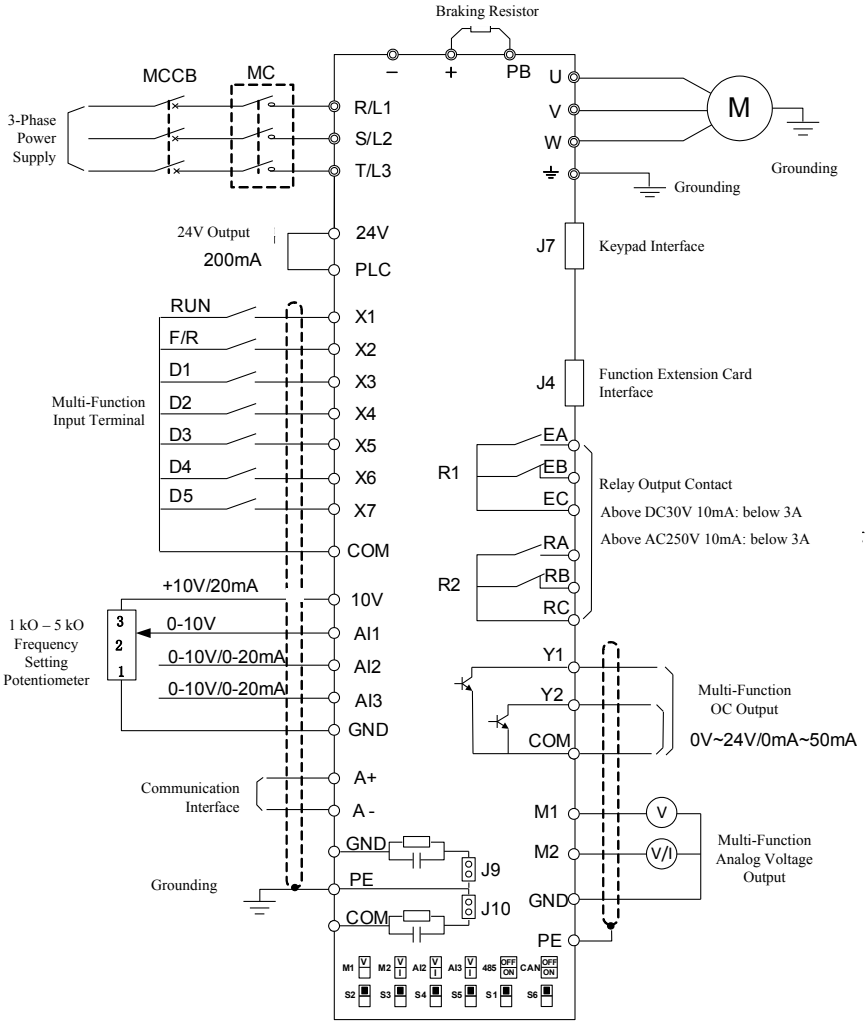 Braking Resistor
MCCB
MC
−
+
PB
3-Phase
Power
Supply
R/L1
S/L2
T/L3
U
V
W
M
Grounding
Grounding
24V Output
200mA
24V
PLC
J7
Keypad Interface
Multi-Function
Input Terminal
RUN
F/R
D1
D2
D3
D4
D5
X1
X2
X3
X4
X5
X6
X7
COM
J4
Function Extension Card
Interface
R1
EA
EB
EC
R2
RA
RB
RC
Relay Output Contact
Above DC30V 10mA: below 3A
Above AC250V 10mA: below 3A
1 kO – 5 kO
Frequency
Setting
Potentiometer
3
2
1
+10V/20mA
0-10V
0-10V/0-20mA
0-10V/0-20mA
10V
AI1
AI2
AI3
GND
Y1
Y2
COM
Multi-Function
OC Output
0V~24V/0mA~50mA
Communication
Interface
A+
A -
M1
M2
GND
PE
V
V/I
Multi-Function
Analog Voltage
Output
Grounding
GND
PE
COM
J9
J10
M1 V I
M2 V I
AI2 V I
AI3 V I
485 OFF ON
CAN OFF ON
S2 S3 S4 S5 S1 S6